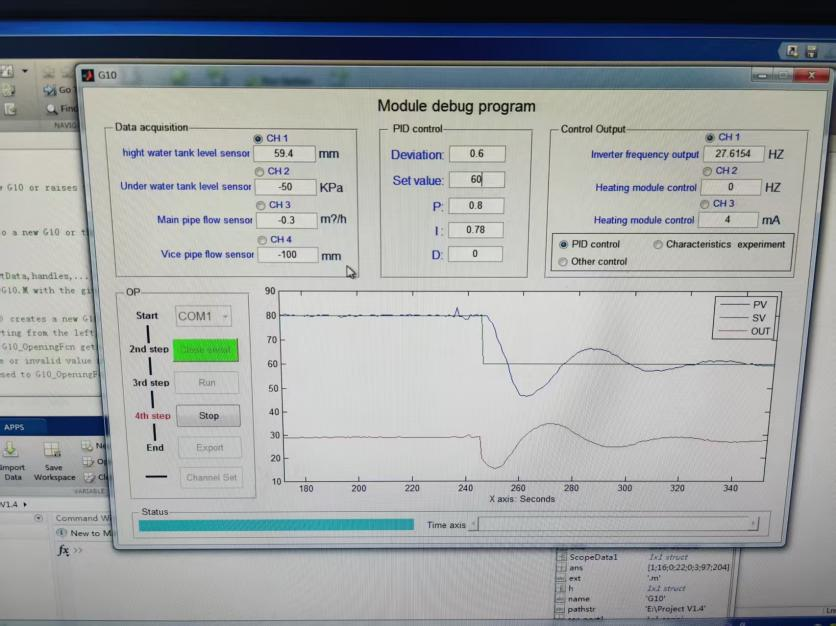 G10
Go
Find
NAVIG
Module debug program
Data acquisition
CH 1
hight water tank level sensor 59.4 mm
CH 2
Under water tank level sensor -50 KPa
CH 3
Main pipe flow sensor -0.3 m?/h
CH 4
Vice pipe flow sensor -100 mm
PID control
Deviation: 0.6
Set value: 60
P: 0.8
I: 0.78
D: 0
Control Output
CH 1
Inverter frequency output 27.6154 HZ
CH 2
Heating module control 0 HZ
CH 3
Heating module control 4 mA
PID control Characteristics experiment
Other control
G10 or raises
o a new G10 or t
tData,handles,...
G10.M with the gi
creates a new G1
ting from the left
G10_OpeningFcn get
e or invalid value
sed to G10_OpeningF
OP
Start COM1
2nd step Close serial
3rd step Run
4th step Stop
End Export
Channel Set
90
80
70
60
50
40
30
20
10
180 200 220 240 260 280 300 320 340
X axis: Seconds
PV
SV
OUT
Status
Time axis
APPS
Import
Data
Save
Workspace
Ne
Op
Cl
VARIABLE
V1.4
Command Wi
New to M
fx >>
ScopeData1 1x1 struct
ans [1;16;0;22;0;3;97;204]
ext '.m'
h 1x1 struct
name 'G10'
pathstr 'E:\Project V1.4'
Ln